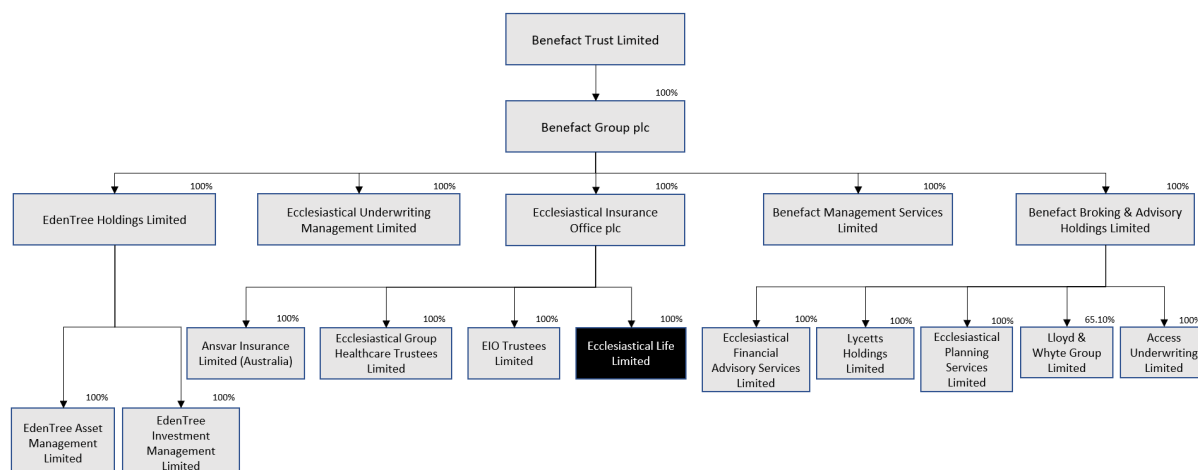 Benefact Trust Limited
100%
Benefact Group plc
100%
EdenTree Holdings Limited
100%
Ecclesiastical Underwriting
Management Limited
100%
Ecclesiastical Insurance
Office plc
100%
Benefact Management Services
Limited
100%
Benefact Broking & Advisory
Holdings Limited
100%
Ansvar Insurance
Limited (Australia)
100%
Ecclesiastical Group
Healthcare Trustees
Limited
100%
EIO Trustees
Limited
100%
Ecclesiastical Life
Limited
100%
Ecclesiastical
Financial
Advisory Services
Limited
100%
Lycetts
Holdings
Limited
100%
Ecclesiastical
Planning
Services
Limited
65.10%
Lloyd &
Whyte Group
Limited
100%
Access
Underwriting
Limited
100%
EdenTree Asset
Management
Limited
100%
EdenTree
Investment
Management
Limited